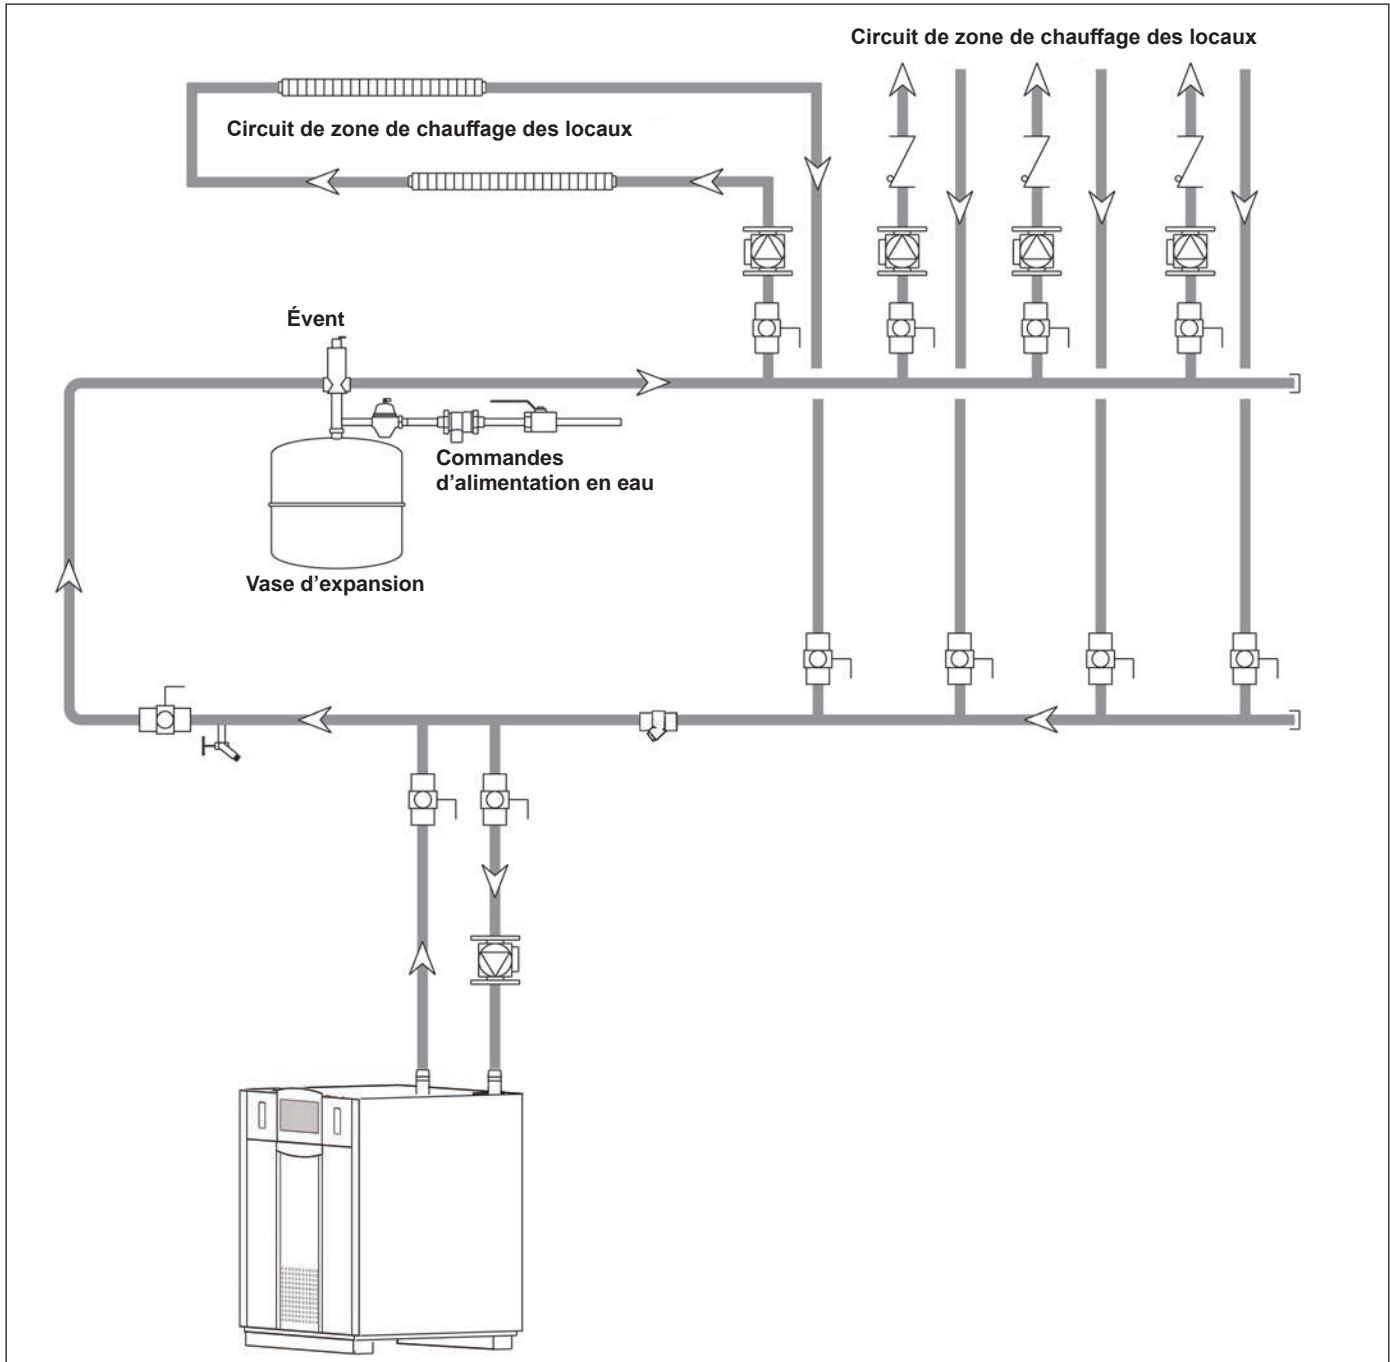 Circuit de zone de chauffage des locaux
Circuit de zone de chauffage des locaux
Évent
Commandes
d’alimentation en eau
Vase d’expansion